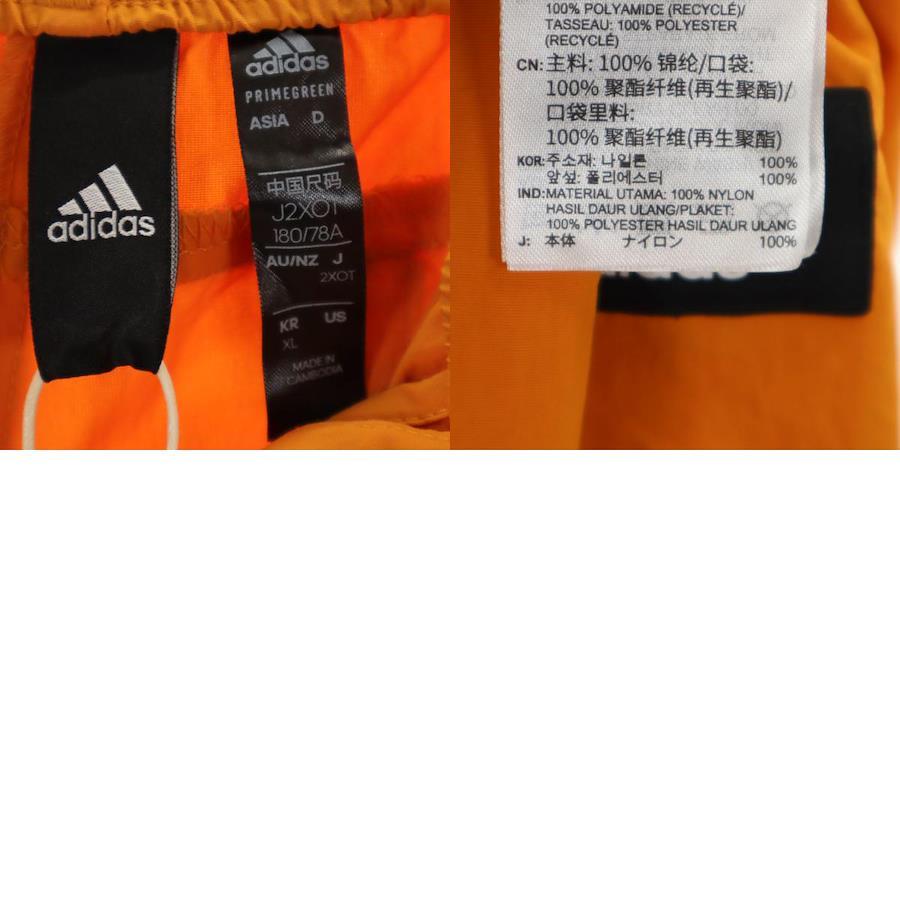 adidas
adidas
PRIMEGREEN
ASIA D
中国尺码
J2XOT
180/78A
AU/NZ J
2XOT
KR US
XL
MADE IN
CAMBODIA
100% POLYAMIDE (RECYCLÉ)/
TASSEAU: 100% POLYESTER
(RECYCLÉ)
CN: 主料: 100% 锦纶/口袋:
100% 聚酯纤维(再生聚酯)/
口袋里料:
100% 聚酯纤维(再生聚酯)
KOR: 주소재: 나일론 100%
앞섶: 폴리에스터 100%
IND: MATERIAL UTAMA: 100% NYLON
HASIL DAUR ULANG/PLAKET:
100% POLYESTER HASIL DAUR ULANG
J: 本体 ナイロン 100%